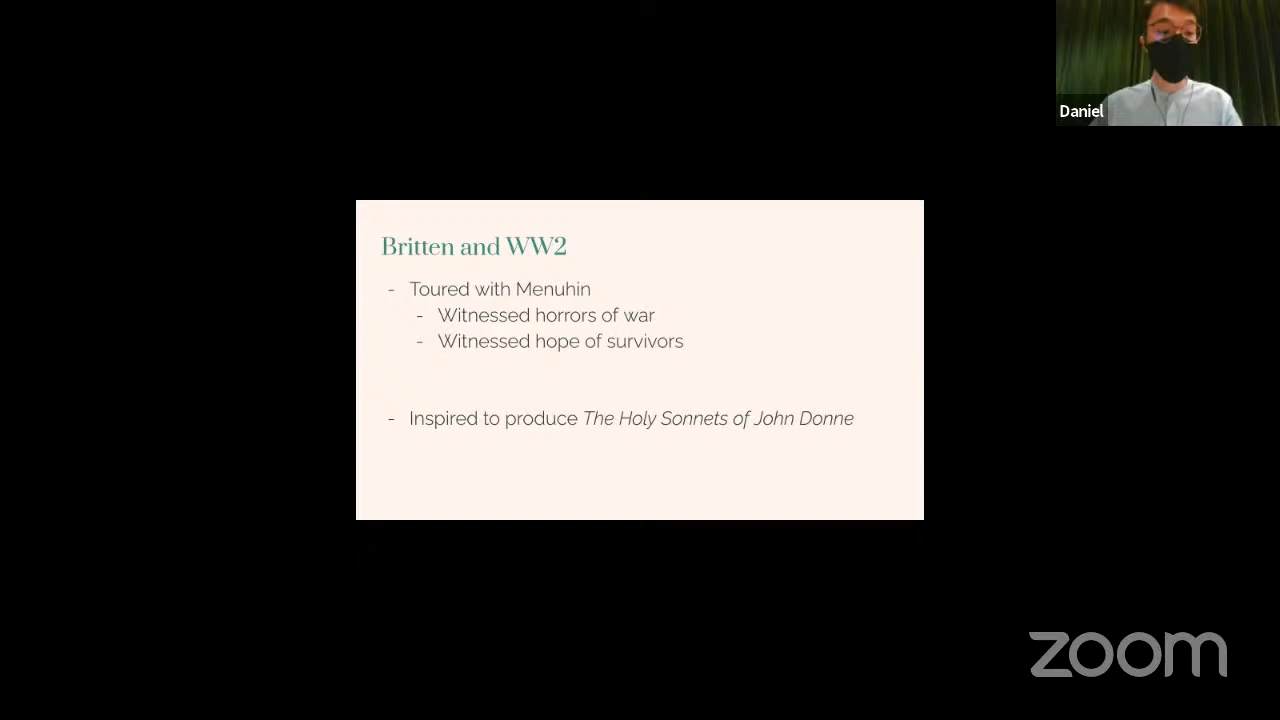 Daniel
Britten and WW2
- Toured with Menuhin
- Witnessed horrors of war
- Witnessed hope of survivors
- Inspired to produce The Holy Sonnets of John Donne
zoom